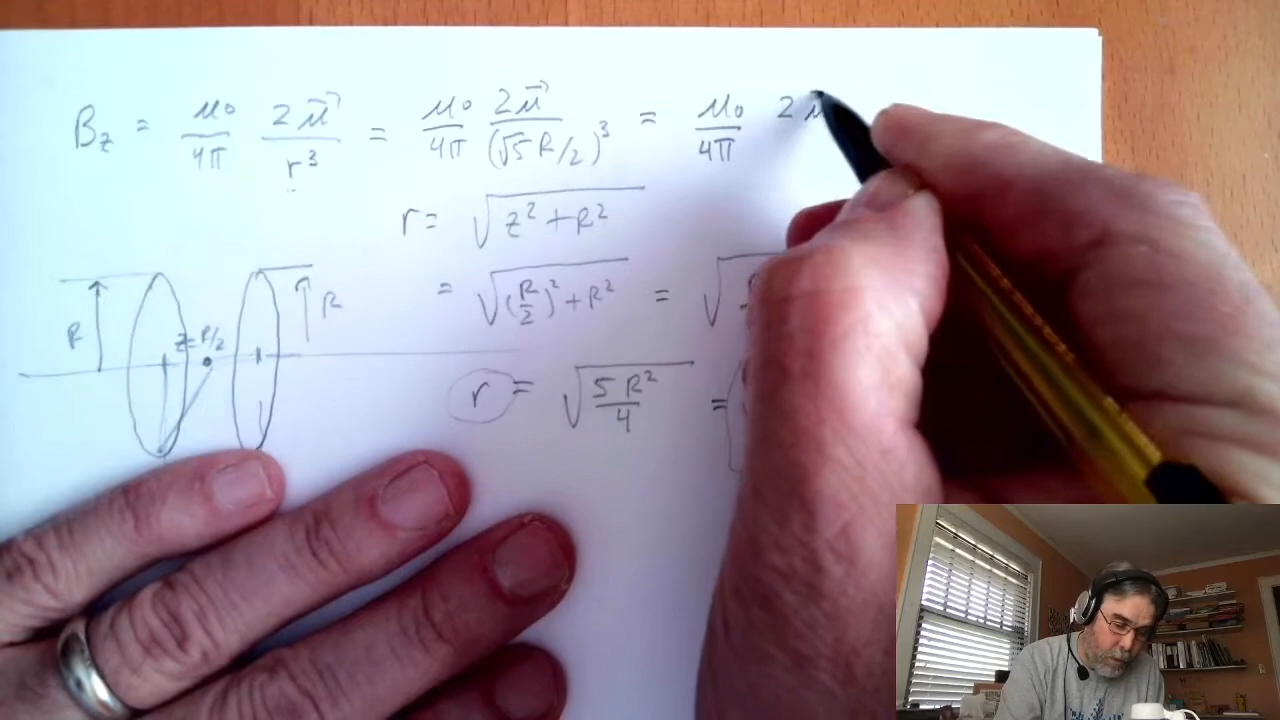 B_z = μ₀/4π 2μ⃗/r³ = μ₀/4π 2μ⃗/(√5 R/2)³ = μ₀/4π 2μ
r = √(z² + R²)
= √((R/2)² + R²) = √
R z=R/2 R
r = √(5R²/4) =